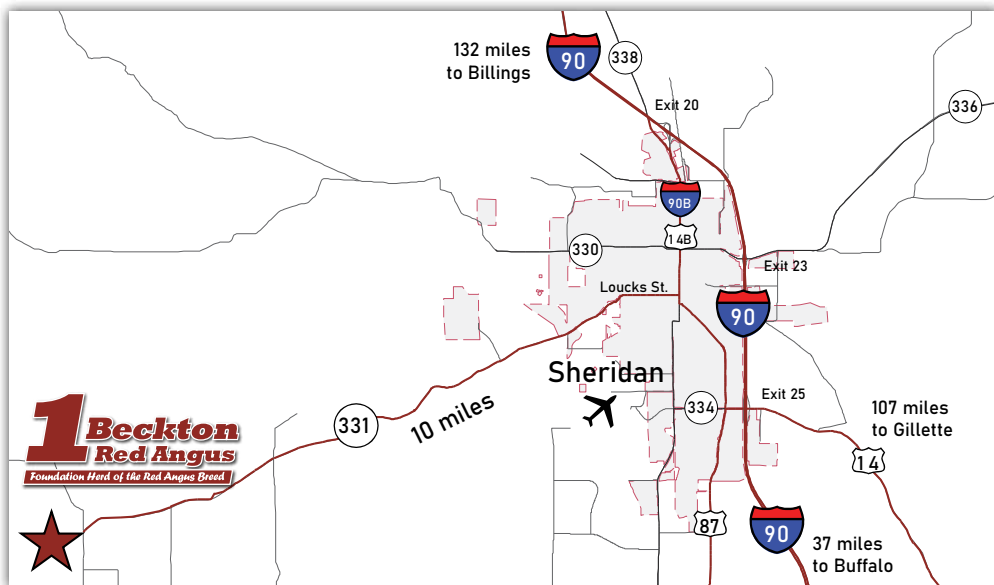 132 miles
to Billings
90
338
Exit 20
336
90B
14B
330
Exit 23
Loucks St.
90
Sheridan
Exit 25
334
107 miles
to Gillette
14
331
10 miles
1 Beckton
Red Angus
Foundation Herd of the Red Angus Breed
87
90
37 miles
to Buffalo